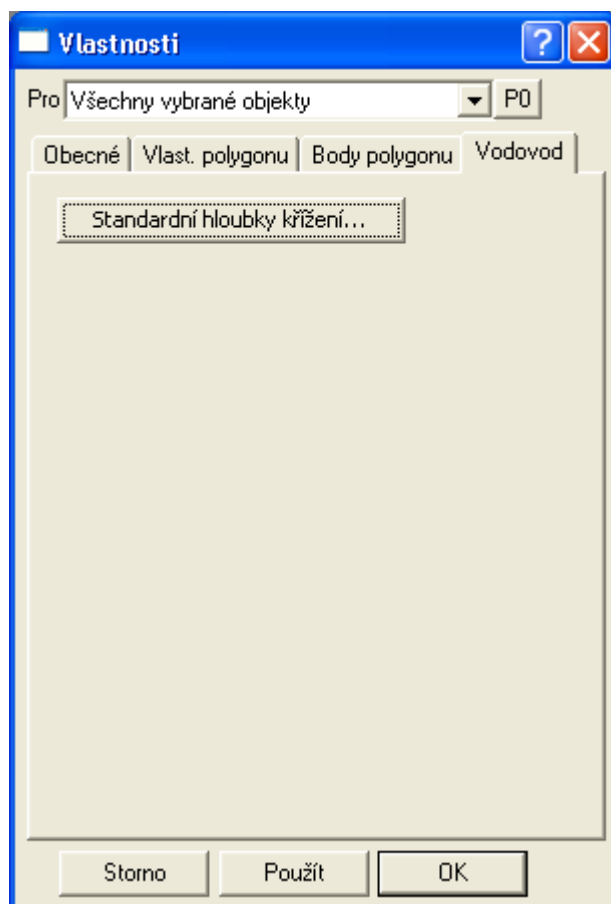 Vlastnosti
Pro Všechny vybrané objekty P0
Obecné Vlast. polygonu Body polygonu Vodovod
Standardní hloubky křížení...
Storno Použít OK